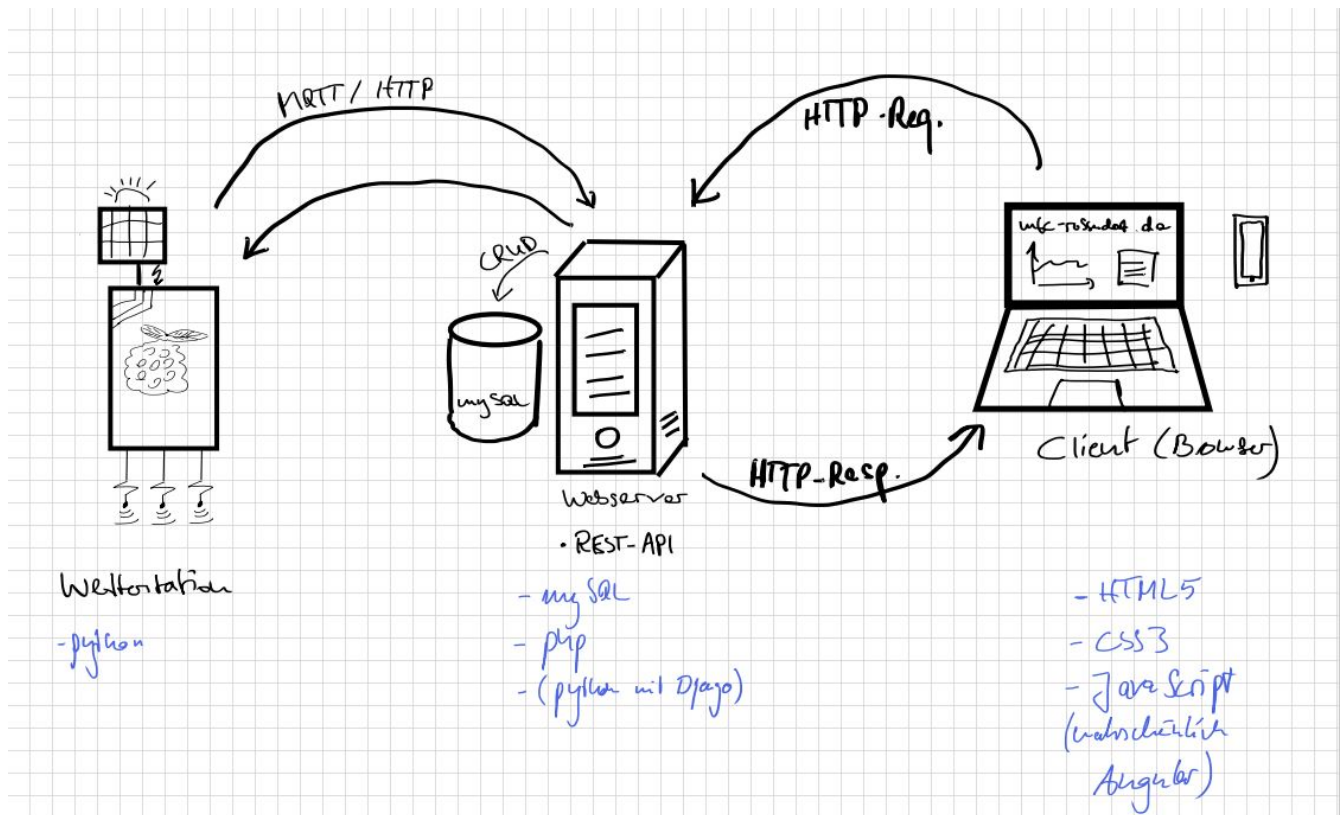 MQTT / HTTP
HTTP-Req.
CRUD
mySQL
HTTP-Resp.
Client (Browser)
Webserver
• REST-API
Wetterstation
- python
- mySQL
- php
- (python mit Django)
- HTML5
- CSS3
- JavaScript
(wahrscheinlich
Angular)